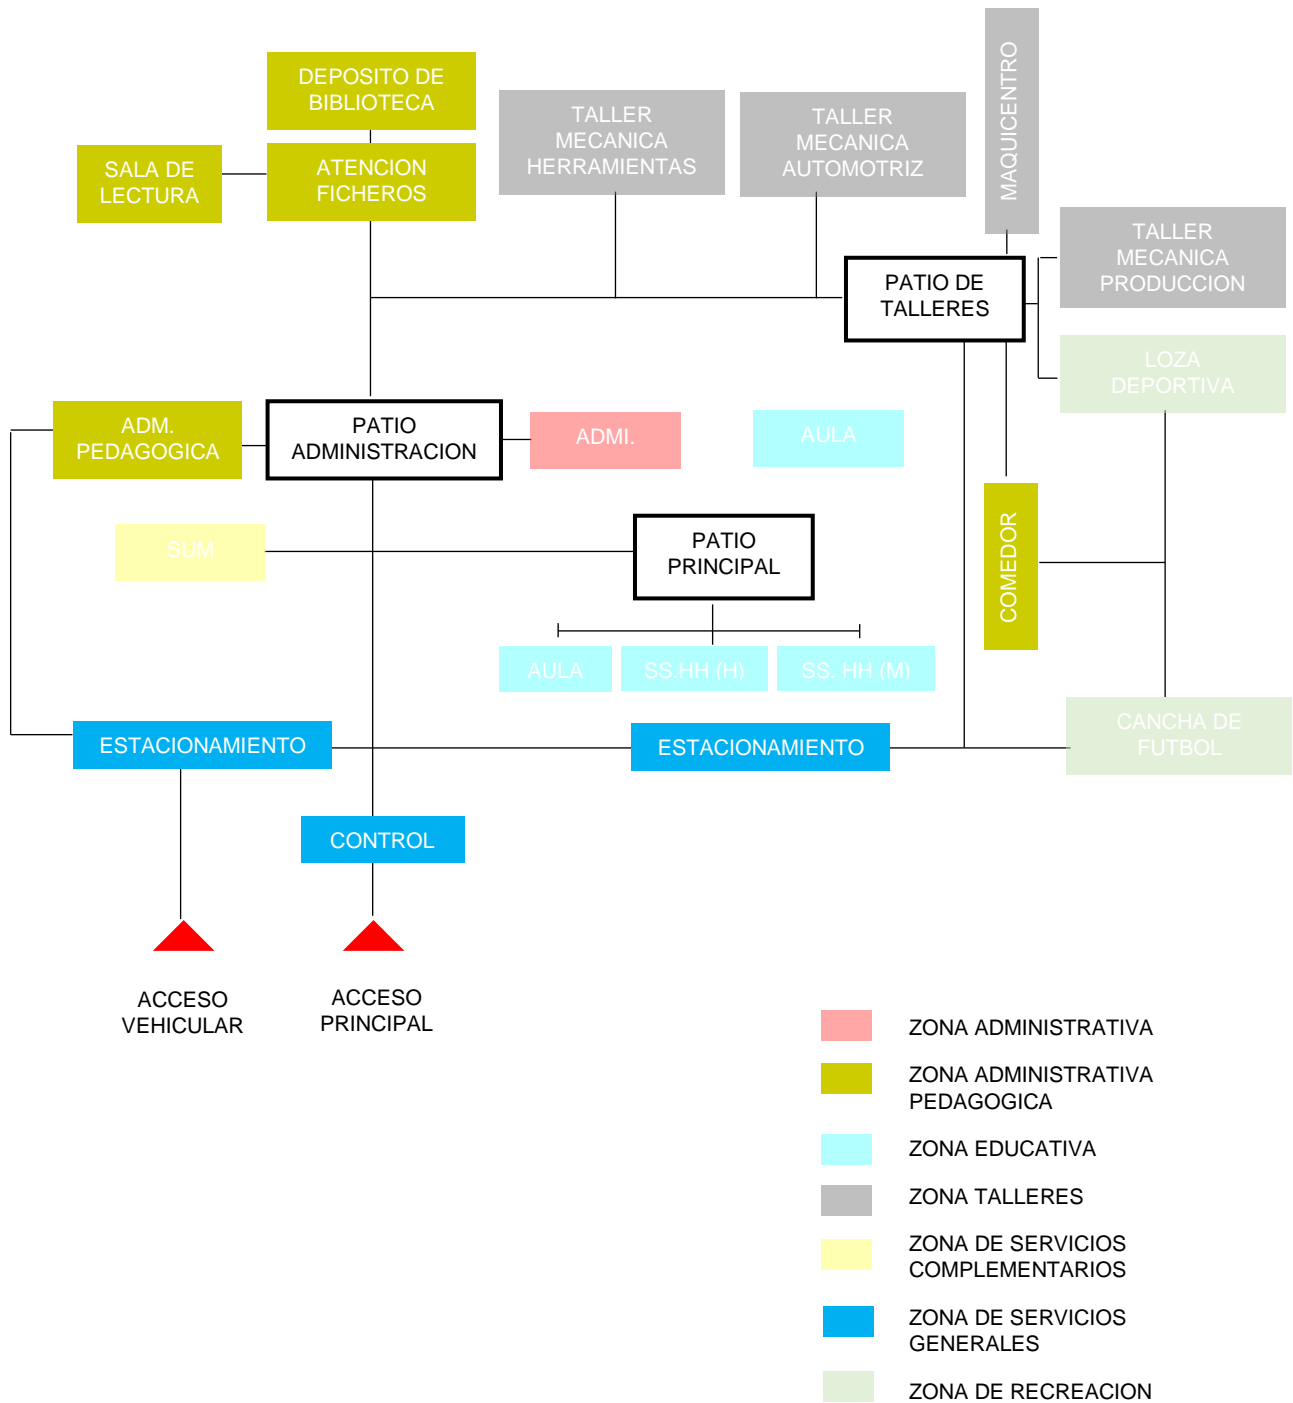 DEPOSITO DE
BIBLIOTECA
SALA DE
LECTURA
ATENCION
FICHEROS
TALLER
MECANICA
HERRAMIENTAS
TALLER
MECANICA
AUTOMOTRIZ
MAQUICENTRO
TALLER
MECANICA
PRODUCCION
PATIO DE
TALLERES
LOZA
DEPORTIVA
ADM.
PEDAGOGICA
PATIO
ADMINISTRACION
ADMI.
AULA
SUM
PATIO
PRINCIPAL
COMEDOR
AULA
SS.HH (H)
SS. HH (M)
ESTACIONAMIENTO
ESTACIONAMIENTO
CANCHA DE
FUTBOL
CONTROL
ACCESO
VEHICULAR
ACCESO
PRINCIPAL
ZONA ADMINISTRATIVA
ZONA ADMINISTRATIVA
PEDAGOGICA
ZONA EDUCATIVA
ZONA TALLERES
ZONA DE SERVICIOS
COMPLEMENTARIOS
ZONA DE SERVICIOS
GENERALES
ZONA DE RECREACION